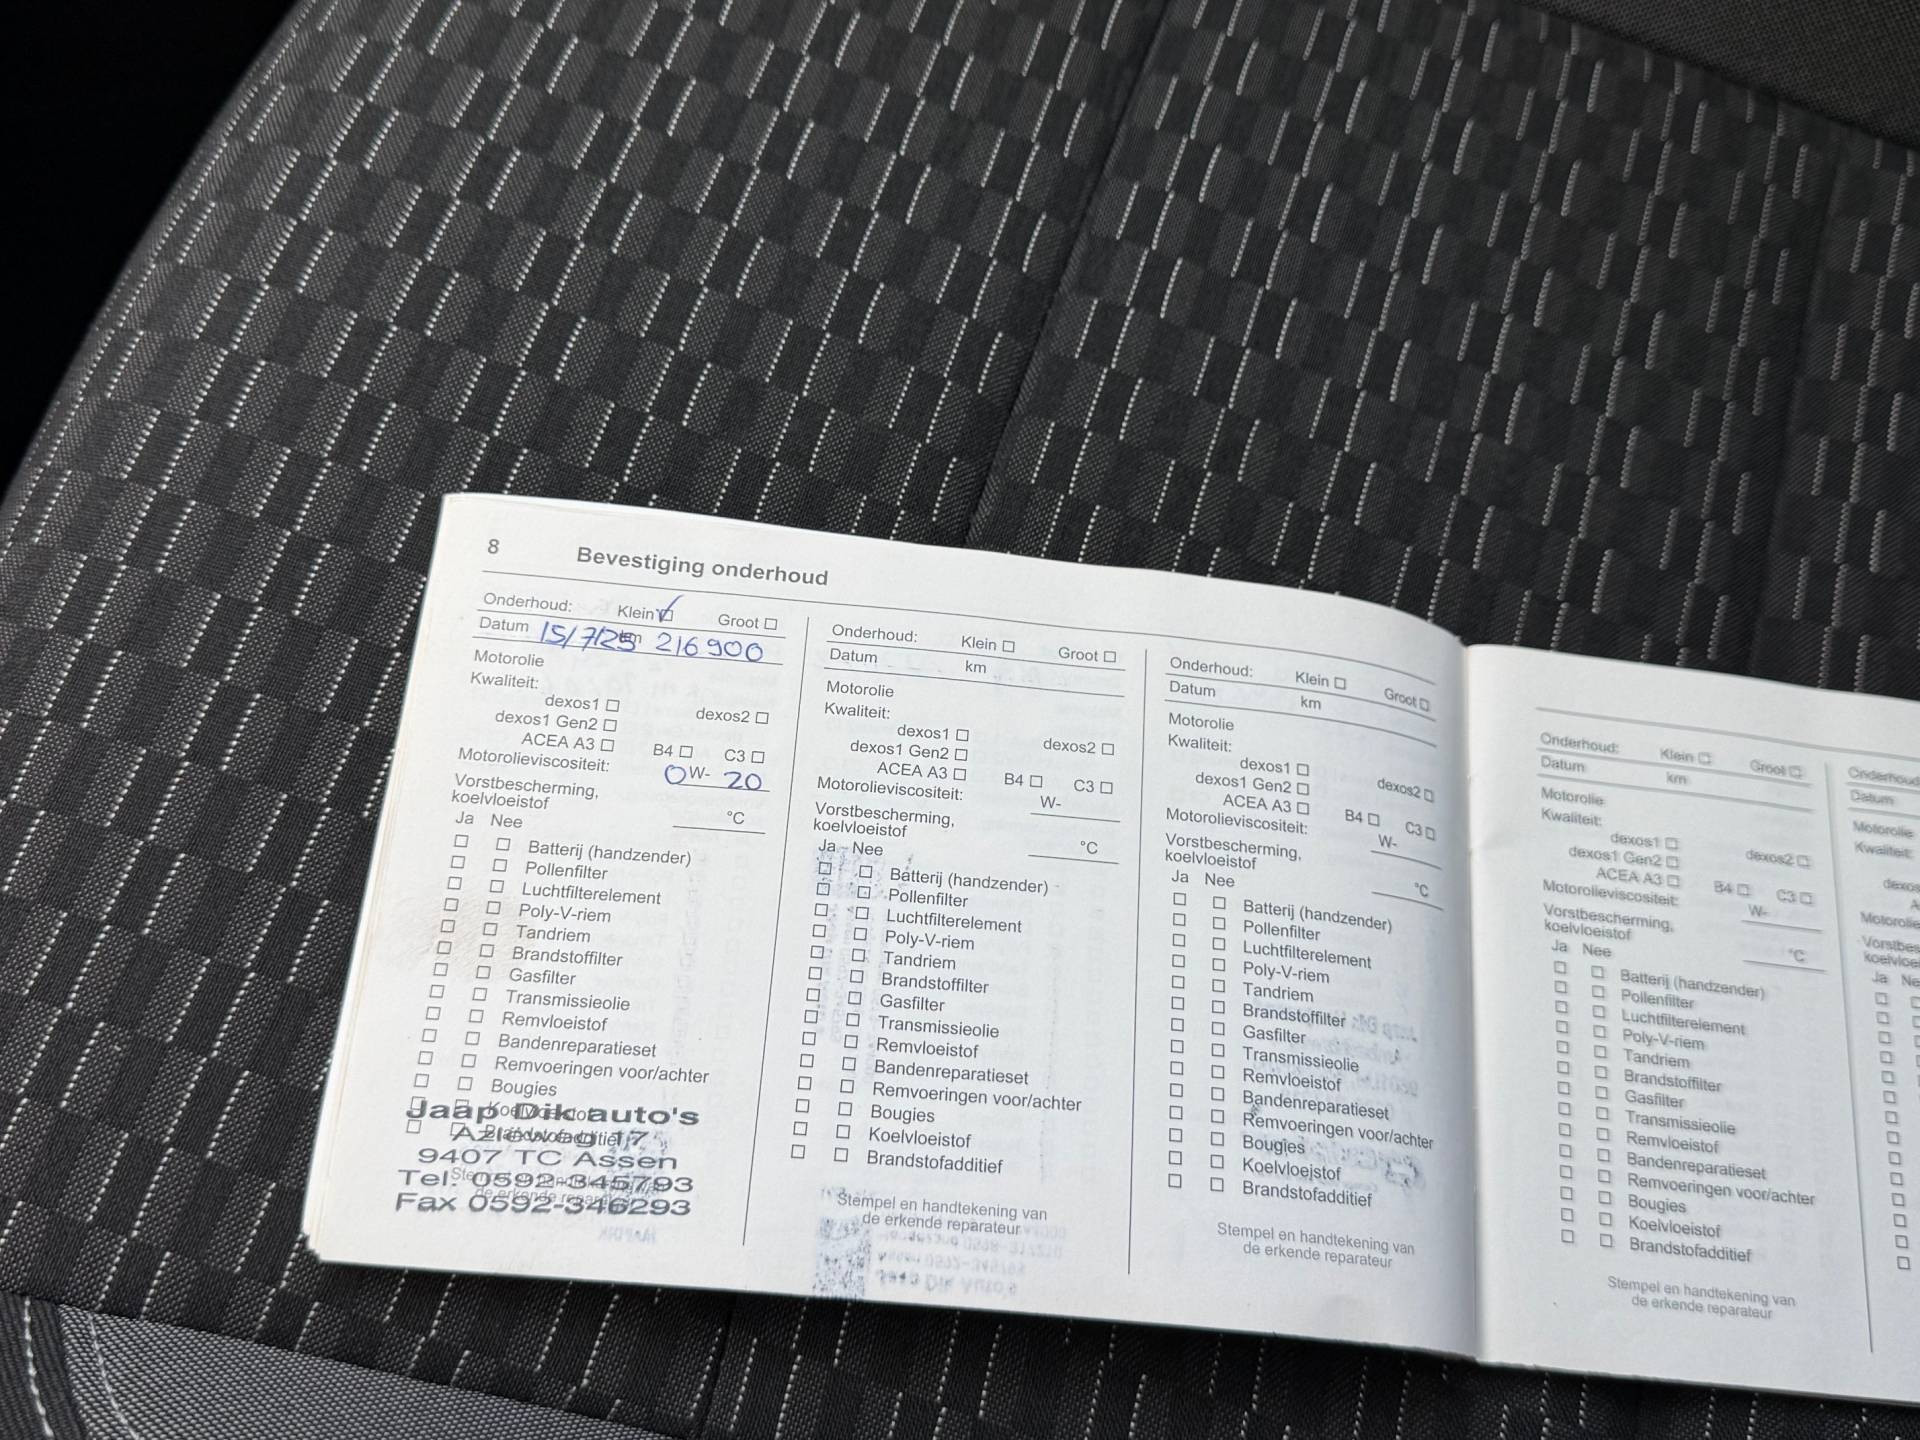 8 Bevestiging onderhoud
Onderhoud: Klein ☑ Groot ☐
Datum 15/7/25 km 216900
Motorolie
Kwaliteit:
dexos1 ☐ dexos2 ☐
dexos1 Gen2 ☐
ACEA A3 ☐ B4 ☐ C3 ☐
Motorolieviscositeit: 0 W- 20
Vorstbescherming,
koelvloeistof °C
Ja Nee
☐ ☐ Batterij (handzender)
☐ ☐ Pollenfilter
☐ ☐ Luchtfilterelement
☐ ☐ Poly-V-riem
☐ ☐ Tandriem
☐ ☐ Brandstoffilter
☐ ☐ Gasfilter
☐ ☐ Transmissieolie
☐ ☐ Remvloeistof
☐ ☐ Bandenreparatieset
☐ ☐ Remvoeringen voor/achter
☐ ☐ Bougies
☐ ☐ Koelvloeistof
☐ ☐ Brandstofadditief
Jaap Dik auto's
17
9407 TC Assen
Tel: 0592-345793
Fax 0592-346293
Onderhoud: Klein ☐ Groot ☐
Datum km
Motorolie
Kwaliteit:
dexos1 ☐ dexos2 ☐
dexos1 Gen2 ☐
ACEA A3 ☐ B4 ☐ C3 ☐
Motorolieviscositeit: W-
Vorstbescherming,
koelvloeistof °C
Ja Nee
☐ ☐ Batterij (handzender)
☐ ☐ Pollenfilter
☐ ☐ Luchtfilterelement
☐ ☐ Poly-V-riem
☐ ☐ Tandriem
☐ ☐ Brandstoffilter
☐ ☐ Gasfilter
☐ ☐ Transmissieolie
☐ ☐ Remvloeistof
☐ ☐ Bandenreparatieset
☐ ☐ Remvoeringen voor/achter
☐ ☐ Bougies
☐ ☐ Koelvloeistof
☐ ☐ Brandstofadditief
Stempel en handtekening van
de erkende reparateur
Onderhoud: Klein ☐ Groot ☐
Datum km
Motorolie
Kwaliteit:
dexos1 ☐ dexos2 ☐
dexos1 Gen2 ☐
ACEA A3 ☐ B4 ☐ C3 ☐
Motorolieviscositeit: W-
Vorstbescherming,
koelvloeistof °C
Ja Nee
☐ ☐ Batterij (handzender)
☐ ☐ Pollenfilter
☐ ☐ Luchtfilterelement
☐ ☐ Poly-V-riem
☐ ☐ Tandriem
☐ ☐ Brandstoffilter
☐ ☐ Gasfilter
☐ ☐ Transmissieolie
☐ ☐ Remvloeistof
☐ ☐ Bandenreparatieset
☐ ☐ Remvoeringen voor/achter
☐ ☐ Bougies
☐ ☐ Koelvloeistof
☐ ☐ Brandstofadditief
Stempel en handtekening van
de erkende reparateur
Onderhoud: Klein ☐ Groot ☐
Datum km
Motorolie
Kwaliteit:
dexos1 ☐ dexos2 ☐
dexos1 Gen2 ☐
ACEA A3 ☐ B4 ☐ C3 ☐
Motorolieviscositeit: W-
Vorstbescherming,
koelvloeistof °C
Ja Nee
☐ ☐ Batterij (handzender)
☐ ☐ Pollenfilter
☐ ☐ Luchtfilterelement
☐ ☐ Poly-V-riem
☐ ☐ Tandriem
☐ ☐ Brandstoffilter
☐ ☐ Gasfilter
☐ ☐ Transmissieolie
☐ ☐ Remvloeistof
☐ ☐ Bandenreparatieset
☐ ☐ Remvoeringen voor/achter
☐ ☐ Bougies
☐ ☐ Koelvloeistof
☐ ☐ Brandstofadditief
Stempel en handtekening van
de erkende reparateur
Onderhoud
Datum
Motorolie
Kwaliteit:
Ja